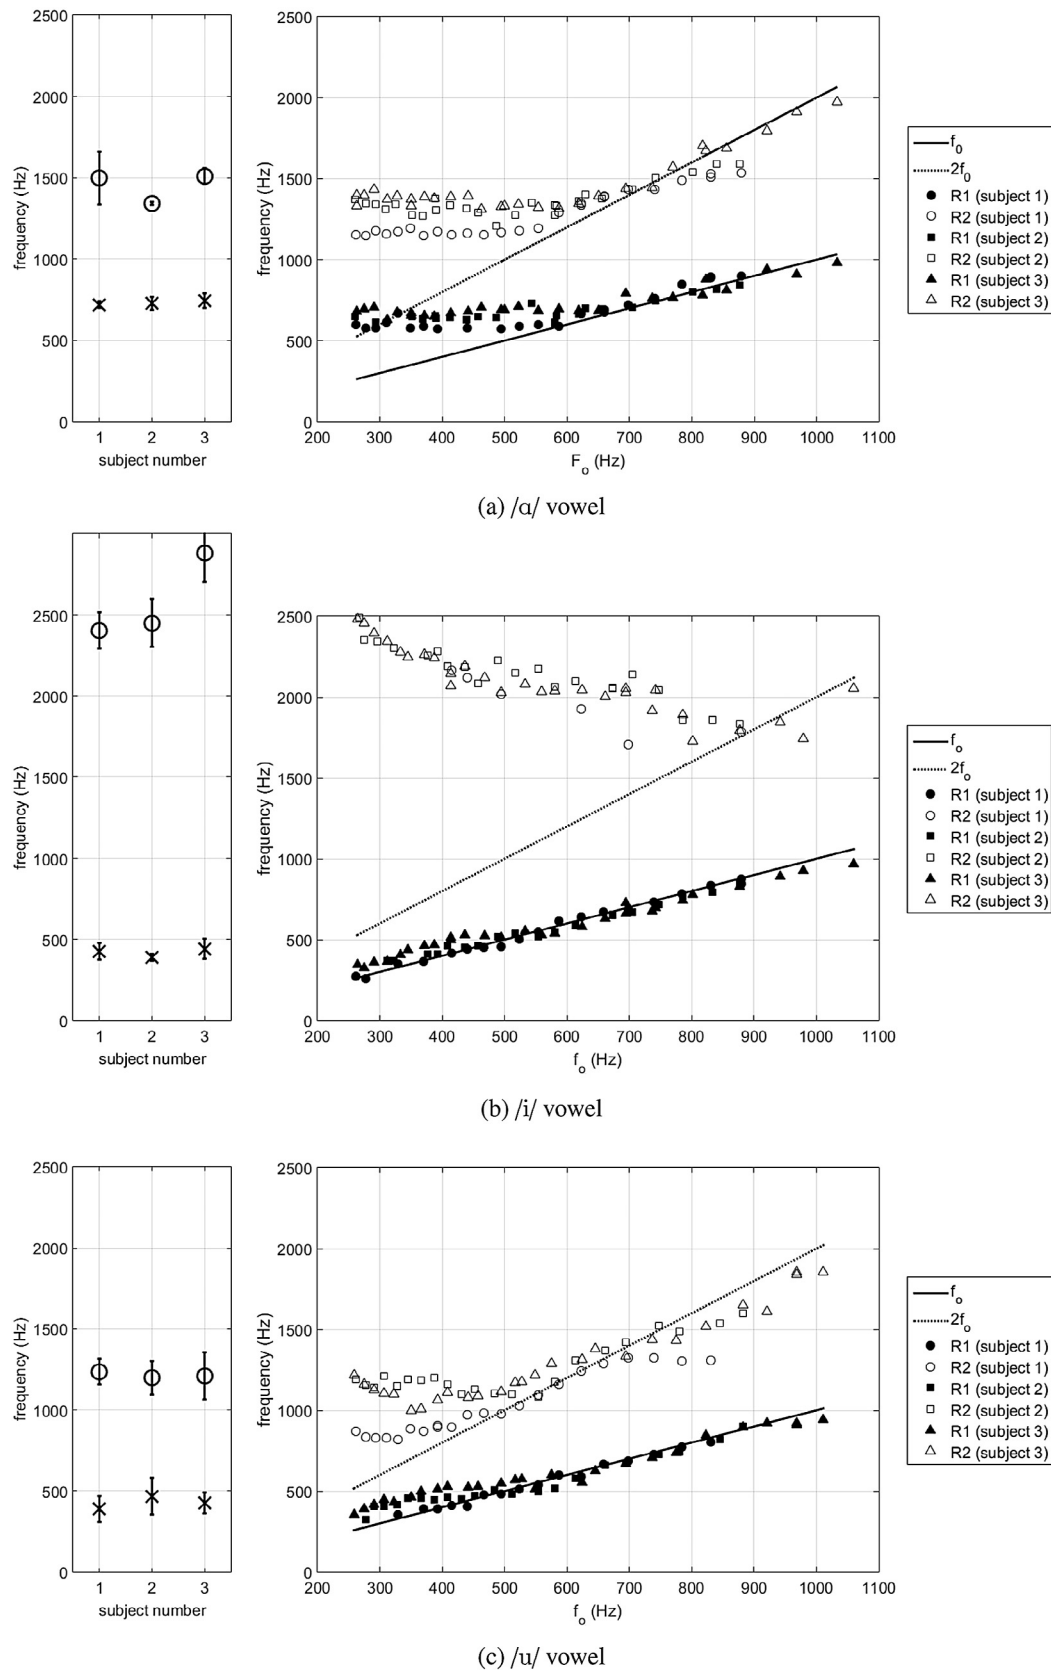 2500
2000
1500
1000
500
0
frequency (Hz)
1 2 3
subject number
2500
2000
1500
1000
500
0
frequency (Hz)
200 300 400 500 600 700 800 900 1000 1100
Fo (Hz)
f0
2f0
R1 (subject 1)
R2 (subject 1)
R1 (subject 2)
R2 (subject 2)
R1 (subject 3)
R2 (subject 3)
(a) /ɑ/ vowel
2500
2000
1500
1000
500
0
frequency (Hz)
1 2 3
subject number
2500
2000
1500
1000
500
0
frequency (Hz)
200 300 400 500 600 700 800 900 1000 1100
fo (Hz)
fo
2fo
R1 (subject 1)
R2 (subject 1)
R1 (subject 2)
R2 (subject 2)
R1 (subject 3)
R2 (subject 3)
(b) /i/ vowel
2500
2000
1500
1000
500
0
frequency (Hz)
1 2 3
subject number
2500
2000
1500
1000
500
0
frequency (Hz)
200 300 400 500 600 700 800 900 1000 1100
fo (Hz)
fo
2fo
R1 (subject 1)
R2 (subject 1)
R1 (subject 2)
R2 (subject 2)
R1 (subject 3)
R2 (subject 3)
(c) /u/ vowel